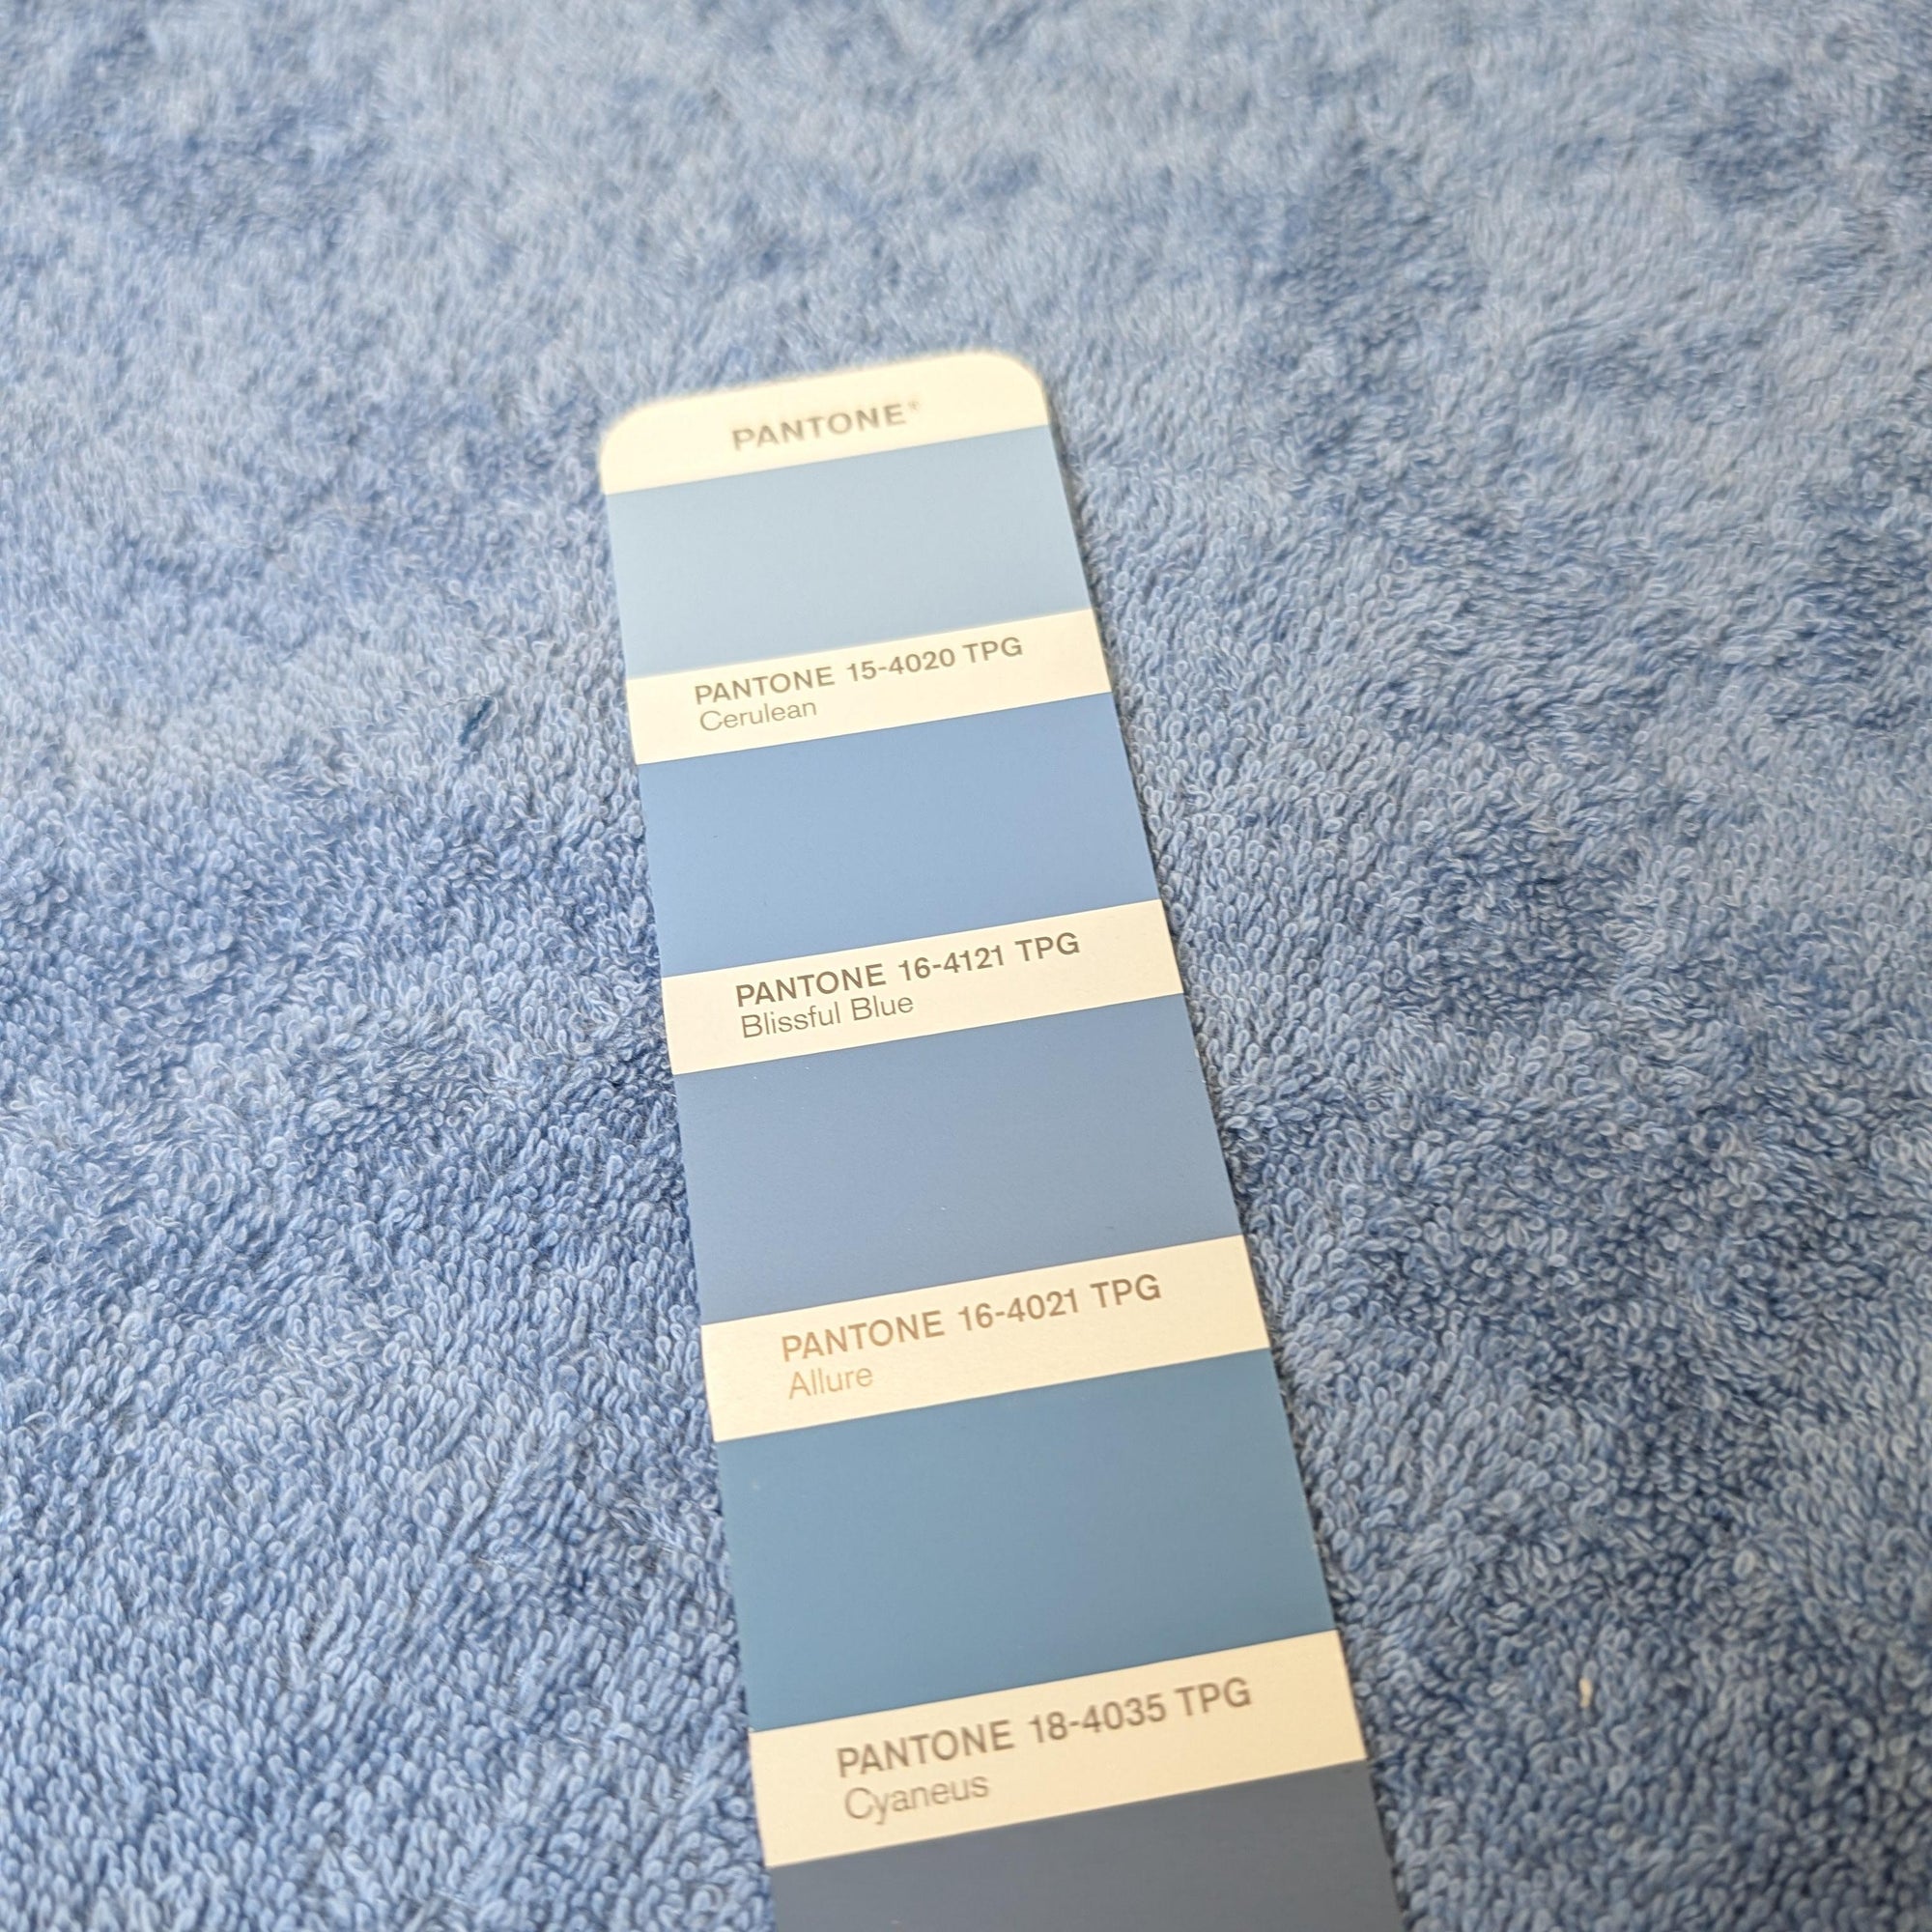 PANTONE®
PANTONE 15-4020 TPG
Cerulean
PANTONE 16-4121 TPG
Blissful Blue
PANTONE 16-4021 TPG
Allure
PANTONE 18-4035 TPG
Cyaneus